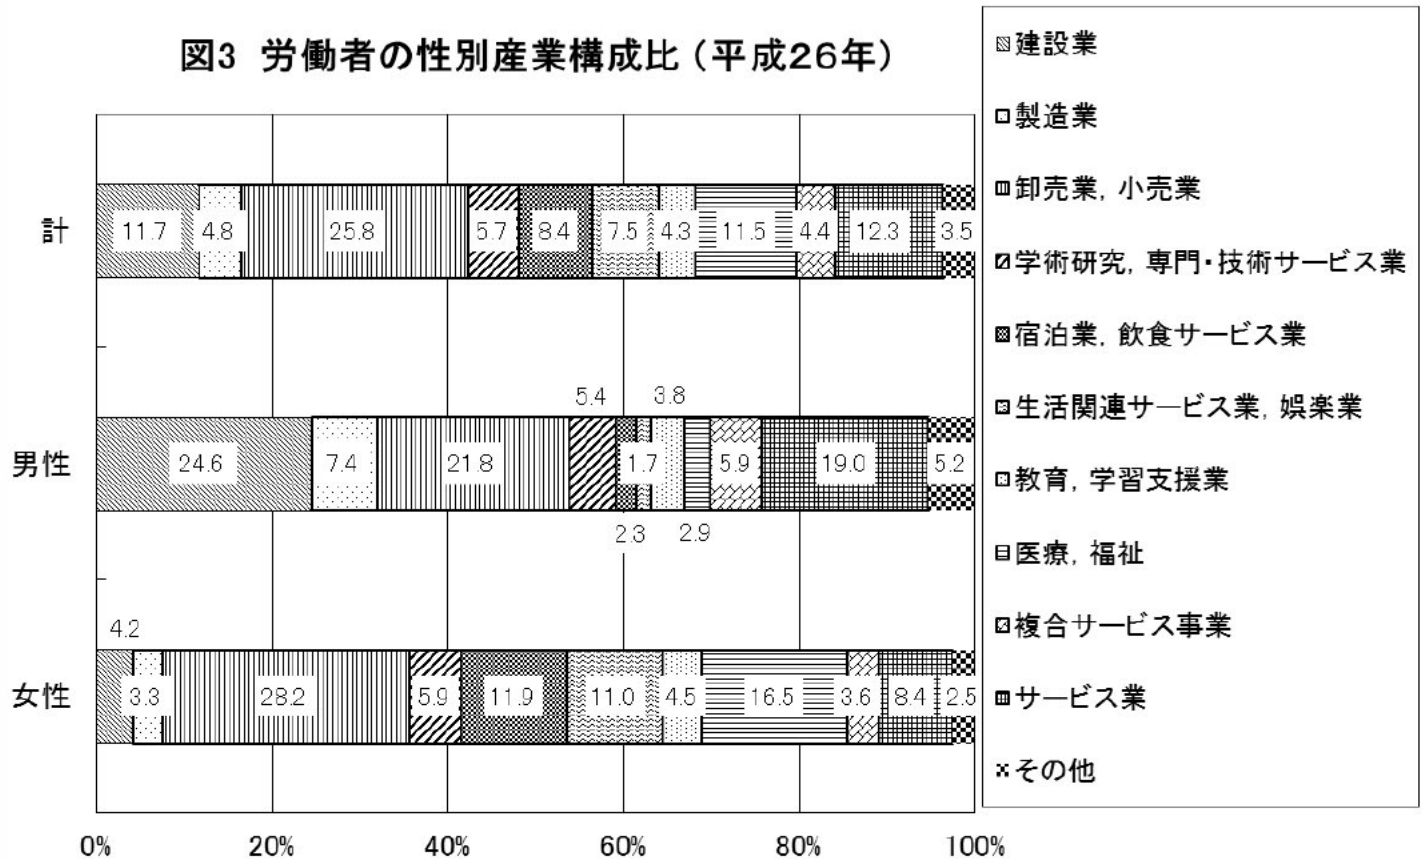 図3 労働者の性別産業構成比（平成26年）
建設業
製造業
卸売業, 小売業
学術研究, 専門・技術サービス業
宿泊業, 飲食サービス業
生活関連サービス業, 娯楽業
教育, 学習支援業
医療, 福祉
複合サービス事業
サービス業
その他
計
11.7 4.8 25.8 5.7 8.4 7.5 4.3 11.5 4.4 12.3 3.5
5.4 3.8
男性
24.6 7.4 21.8 1.7 5.9 19.0 5.2
2.3 2.9
4.2
女性
3.3 28.2 5.9 11.9 11.0 4.5 16.5 3.6 8.4 2.5
0% 20% 40% 60% 80% 100%